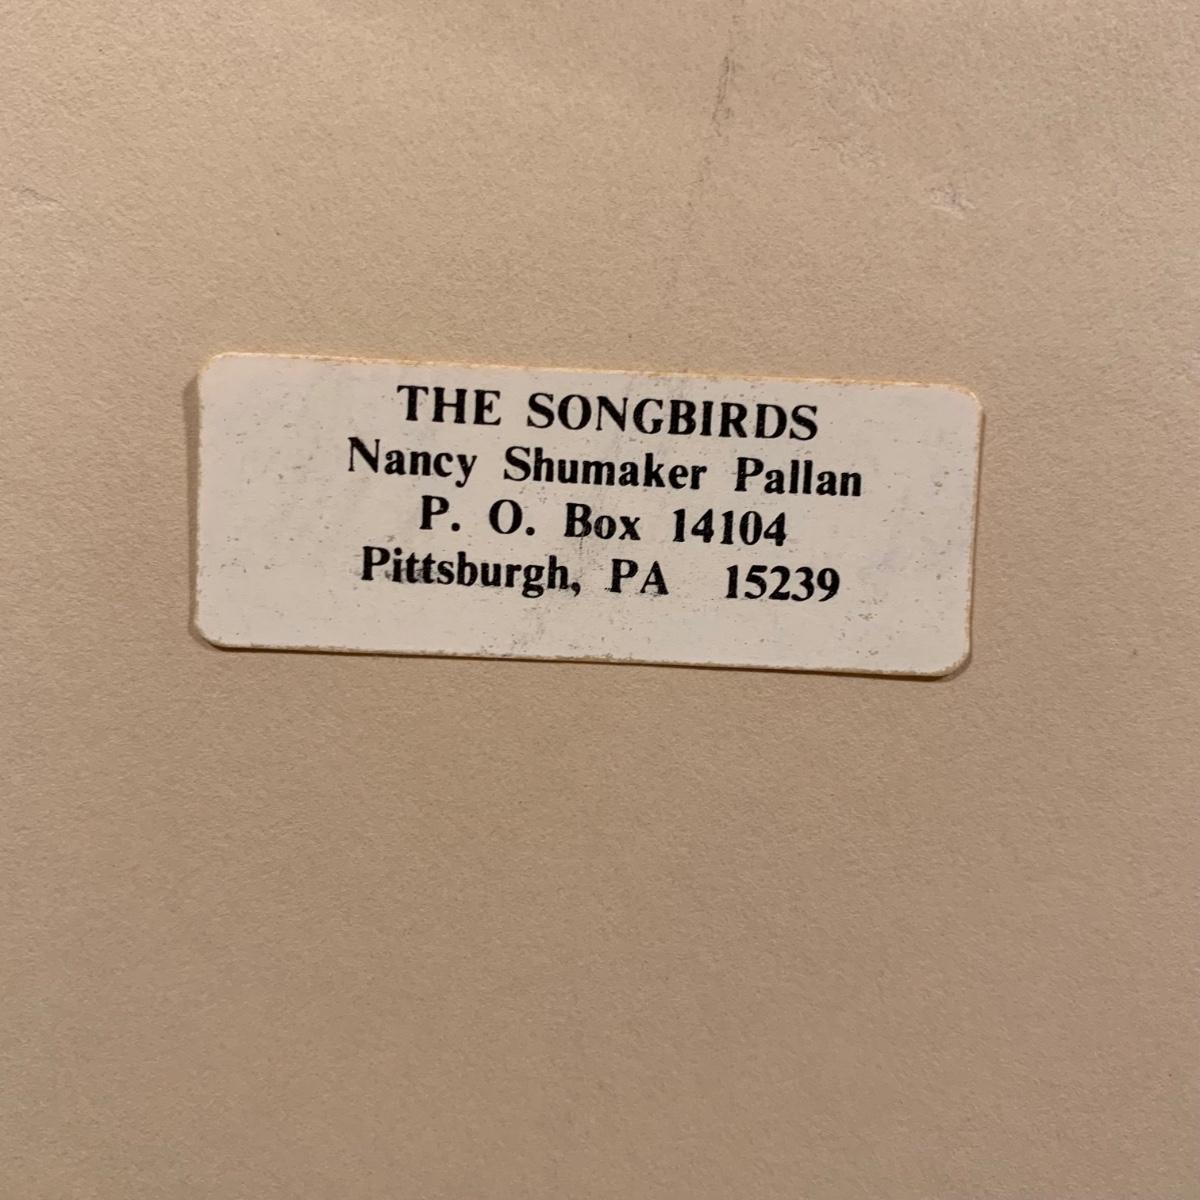 THE SONGBIRDS
Nancy Shumaker Pallan
P. O. Box 14104
Pittsburgh, PA 15239